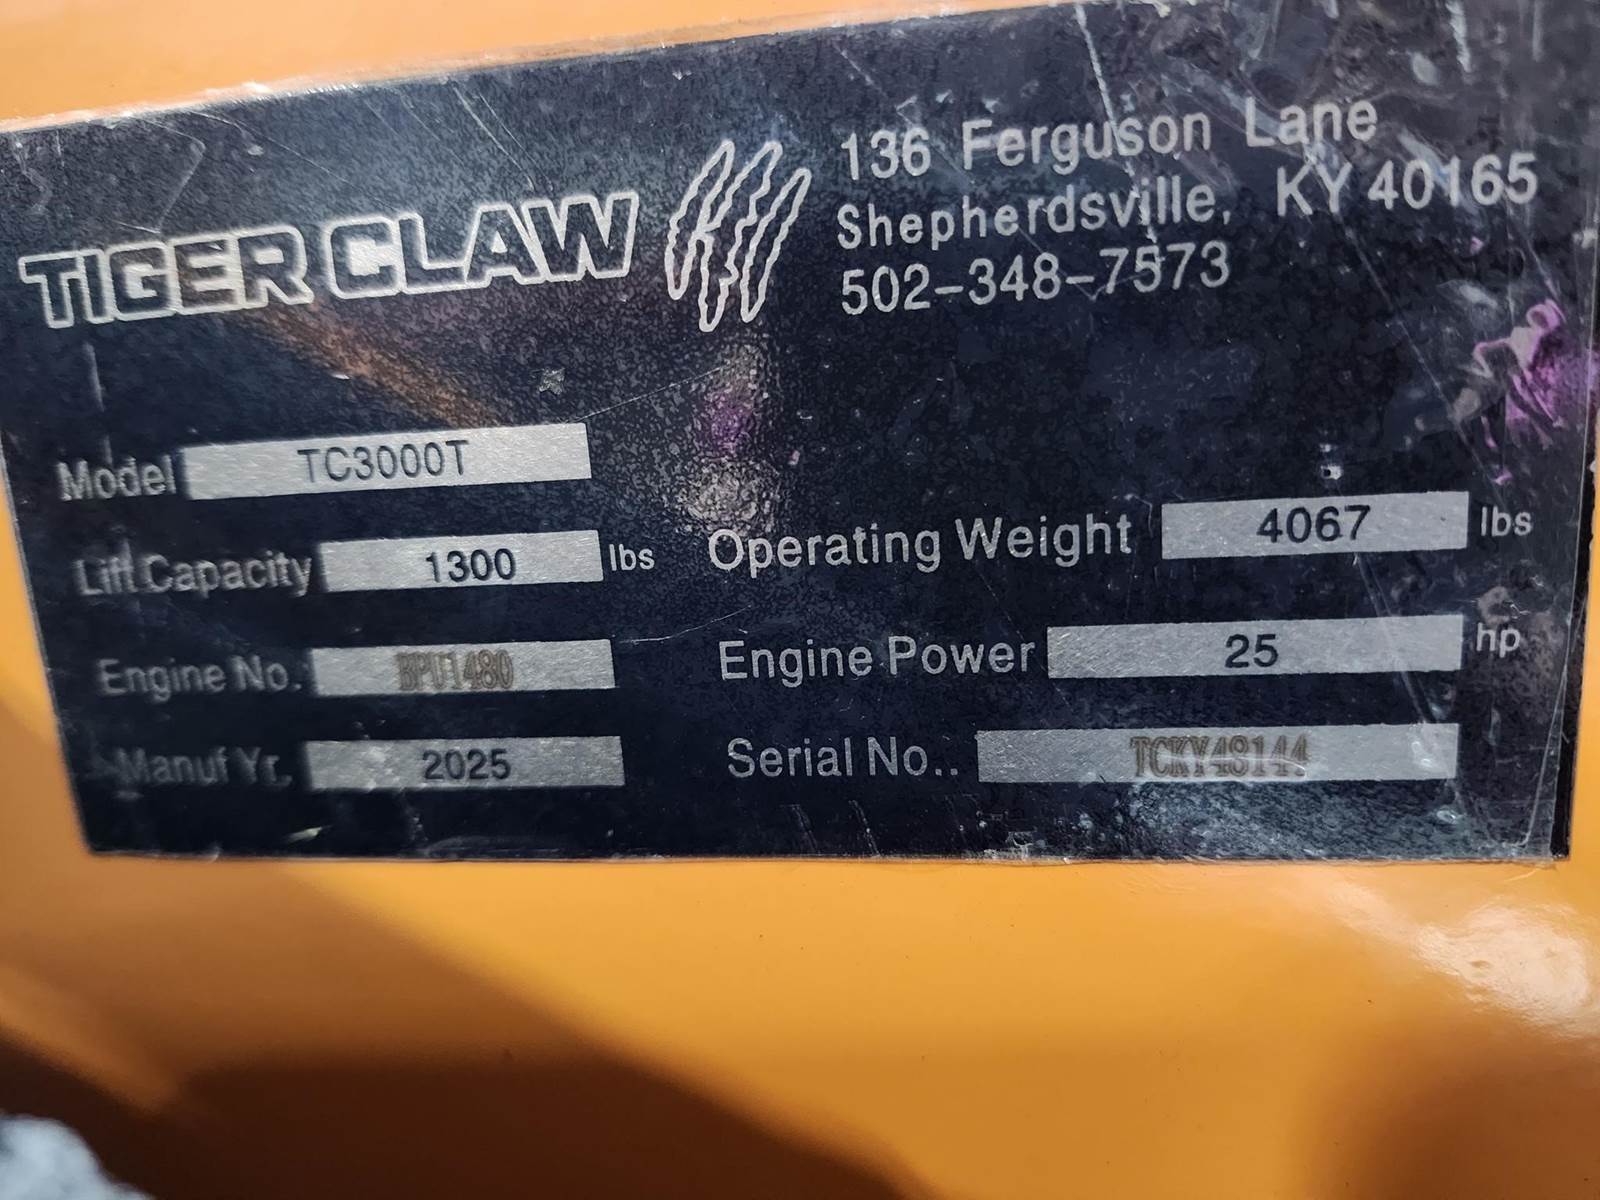 TIGER CLAW
136 Ferguson Lane
Shepherdsville, KY 40165
502-348-7573
Model TC3000T
Lift Capacity 1300 lbs
Operating Weight 4067 lbs
Engine No. BPU1480
Engine Power 25 hp
Manuf Yr. 2025
Serial No.. TCKY48144